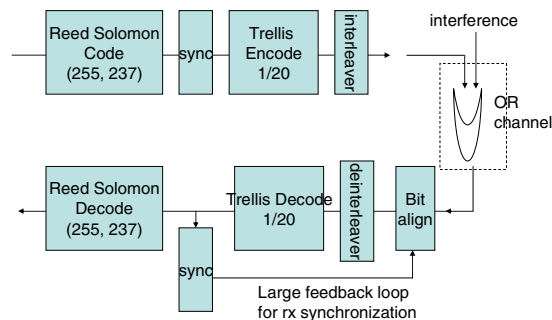 Reed Solomon
Code
(255, 237)
sync
Trellis
Encode
1/20
interleaver
interference
OR
channel
Reed Solomon
Decode
(255, 237)
sync
Trellis Decode
1/20
deinterleaver
Bit
align
Large feedback loop
for rx synchronization